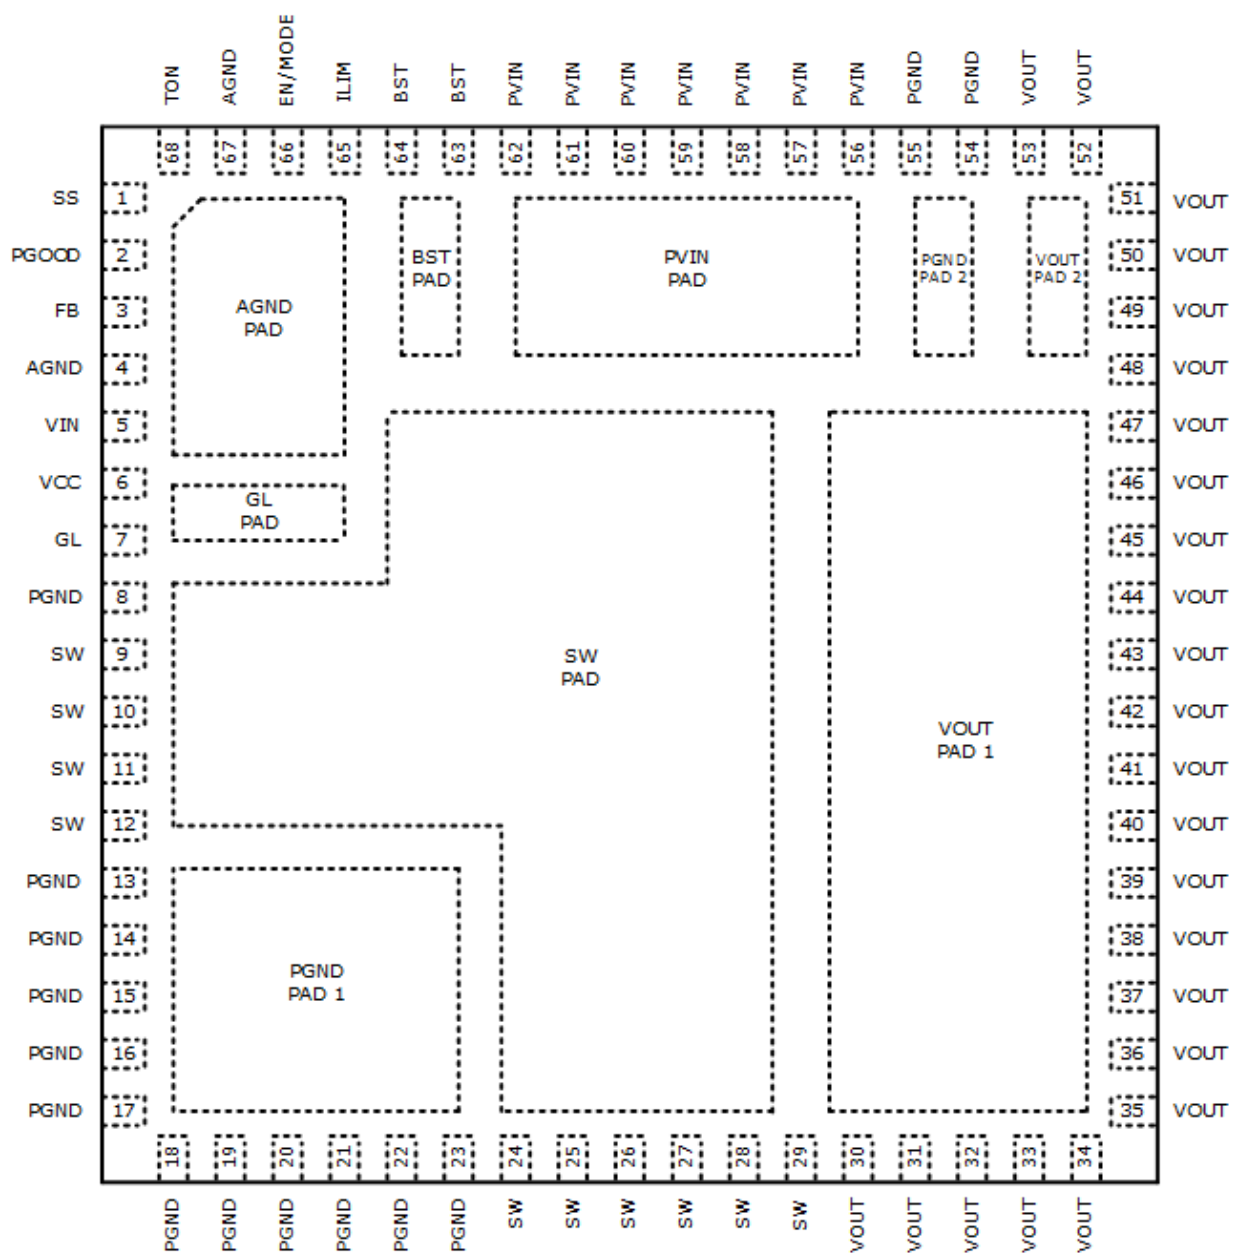 TON AGND EN/MODE ILIM BST BST PVIN PVIN PVIN PVIN PVIN PVIN PVIN PGND PGND VOUT VOUT
68 67 66 65 64 63 62 61 60 59 58 57 56 55 54 53 52
SS 1 51 VOUT
PGOOD 2 50 VOUT
BST
PAD
PVIN
PAD
PGND
PAD 2
VOUT
PAD 2
FB 3 49 VOUT
AGND
PAD
AGND 4 48 VOUT
VIN 5 47 VOUT
VCC 6 46 VOUT
GL
PAD
GL 7 45 VOUT
PGND 8 44 VOUT
SW 9 43 VOUT
SW
PAD
SW 10 42 VOUT
VOUT
PAD 1
SW 11 41 VOUT
SW 12 40 VOUT
PGND 13 39 VOUT
PGND 14 38 VOUT
PGND
PAD 1
PGND 15 37 VOUT
PGND 16 36 VOUT
PGND 17 35 VOUT
18 19 20 21 22 23 24 25 26 27 28 29 30 31 32 33 34
PGND PGND PGND PGND PGND PGND SW SW SW SW SW SW VOUT VOUT VOUT VOUT VOUT